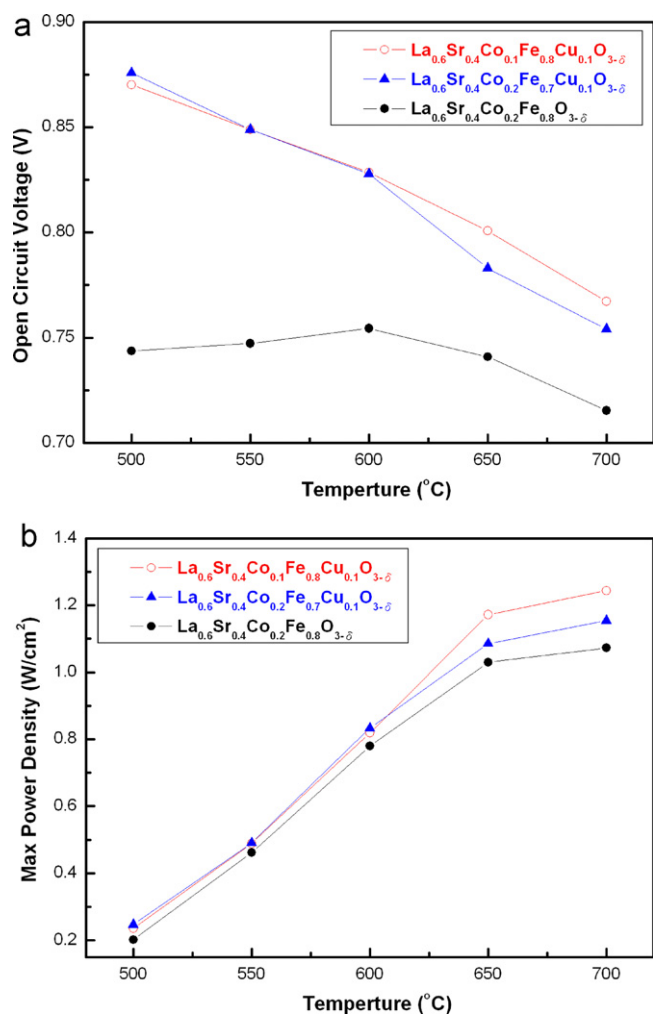 a
0.90
0.85
0.80
0.75
0.70
Open Circuit Voltage (V)
La0.6Sr0.4Co0.1Fe0.8Cu0.1O3-δ
La0.6Sr0.4Co0.2Fe0.7Cu0.1O3-δ
La0.6Sr0.4Co0.2Fe0.8O3-δ
500 550 600 650 700
Temperture (°C)
b
1.4
1.2
1.0
0.8
0.6
0.4
0.2
Max Power Density (W/cm²)
La0.6Sr0.4Co0.1Fe0.8Cu0.1O3-δ
La0.6Sr0.4Co0.2Fe0.7Cu0.1O3-δ
La0.6Sr0.4Co0.2Fe0.8O3-δ
500 550 600 650 700
Temperture (°C)